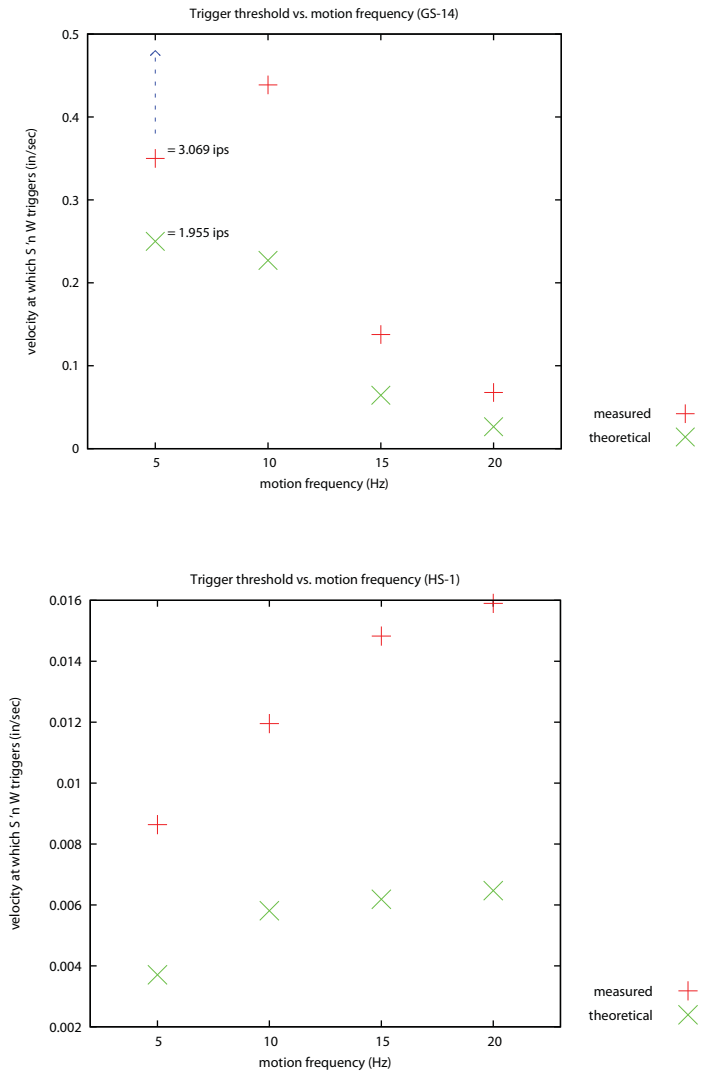 Trigger threshold vs. motion frequency (GS-14)
0.5
0.4
0.3
0.2
0.1
0
velocity at which S 'n W triggers (in/sec)
= 3.069 ips
= 1.955 ips
5 10 15 20
motion frequency (Hz)
measured
theoretical
Trigger threshold vs. motion frequency (HS-1)
0.016
0.014
0.012
0.01
0.008
0.006
0.004
0.002
velocity at which S 'n W triggers (in/sec)
5 10 15 20
motion frequency (Hz)
measured
theoretical